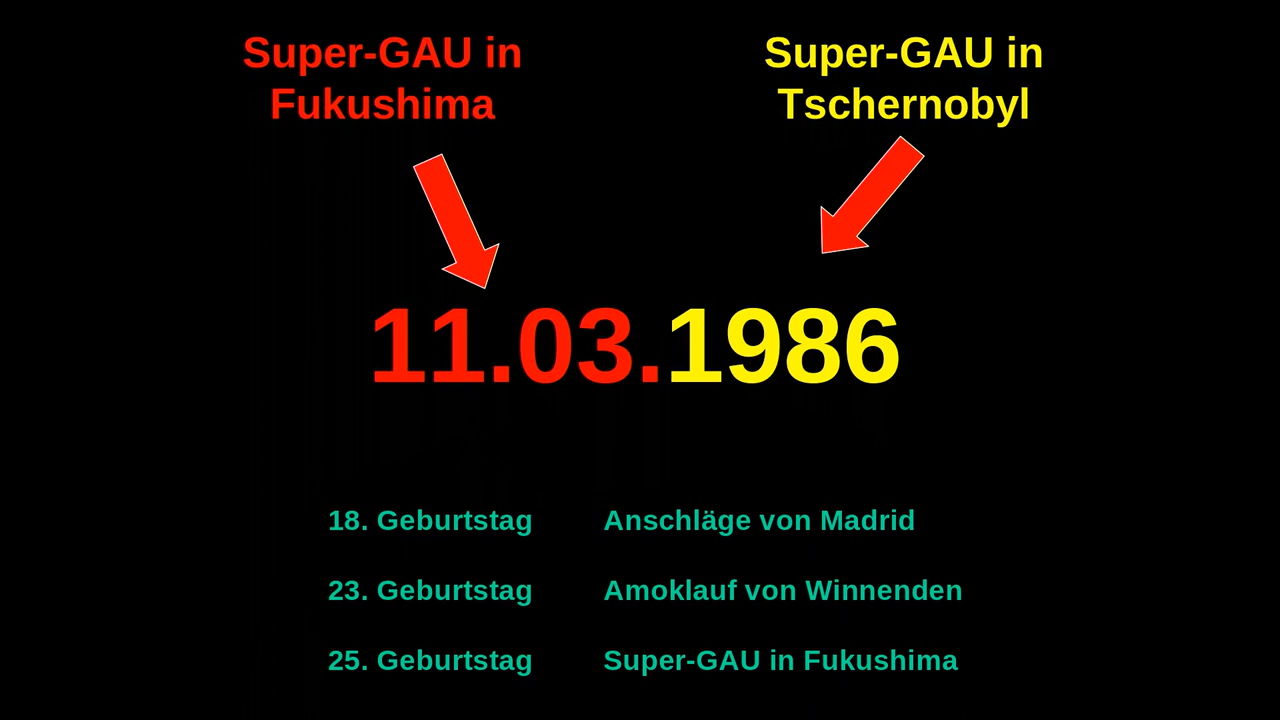 Super-GAU in
Fukushima
Super-GAU in
Tschernobyl
11.03.1986
18. Geburtstag Anschläge von Madrid
23. Geburtstag Amoklauf von Winnenden
25. Geburtstag Super-GAU in Fukushima